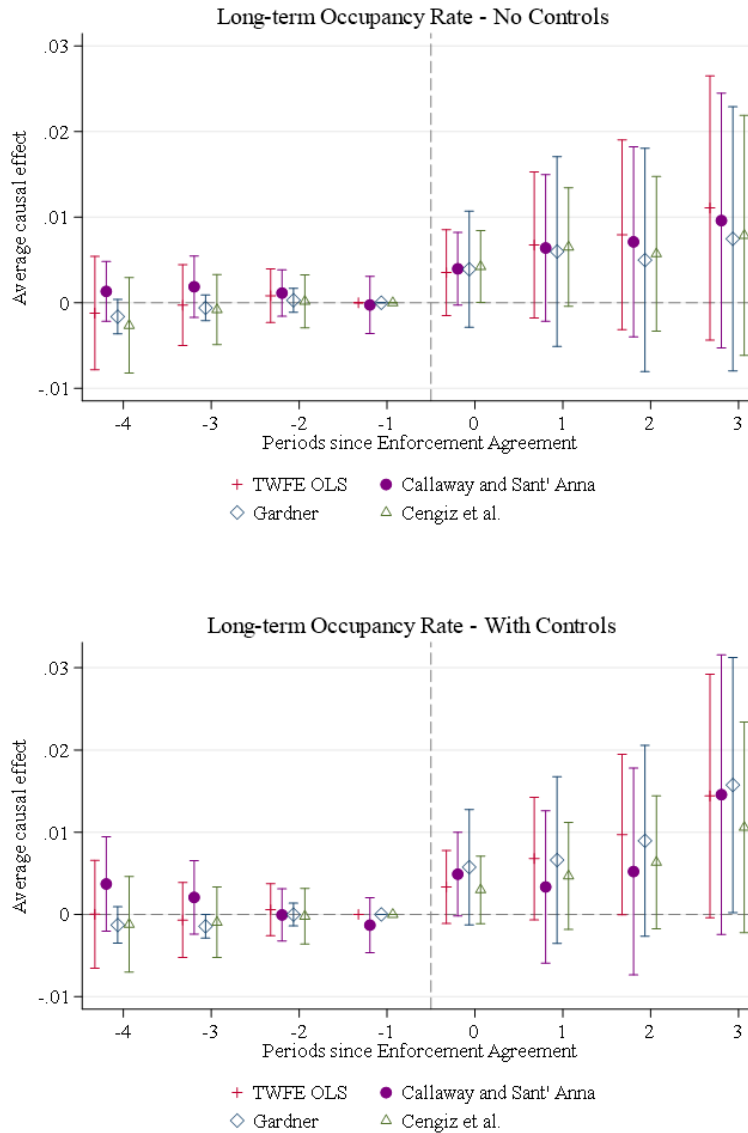 Long-term Occupancy Rate - No Controls
.03
.02
.01
0
-.01
Average causal effect
-4 -3 -2 -1 0 1 2 3
Periods since Enforcement Agreement
TWFE OLS Callaway and Sant' Anna
Gardner Cengiz et al.
Long-term Occupancy Rate - With Controls
.03
.02
.01
0
-.01
Average causal effect
-4 -3 -2 -1 0 1 2 3
Periods since Enforcement Agreement
TWFE OLS Callaway and Sant' Anna
Gardner Cengiz et al.